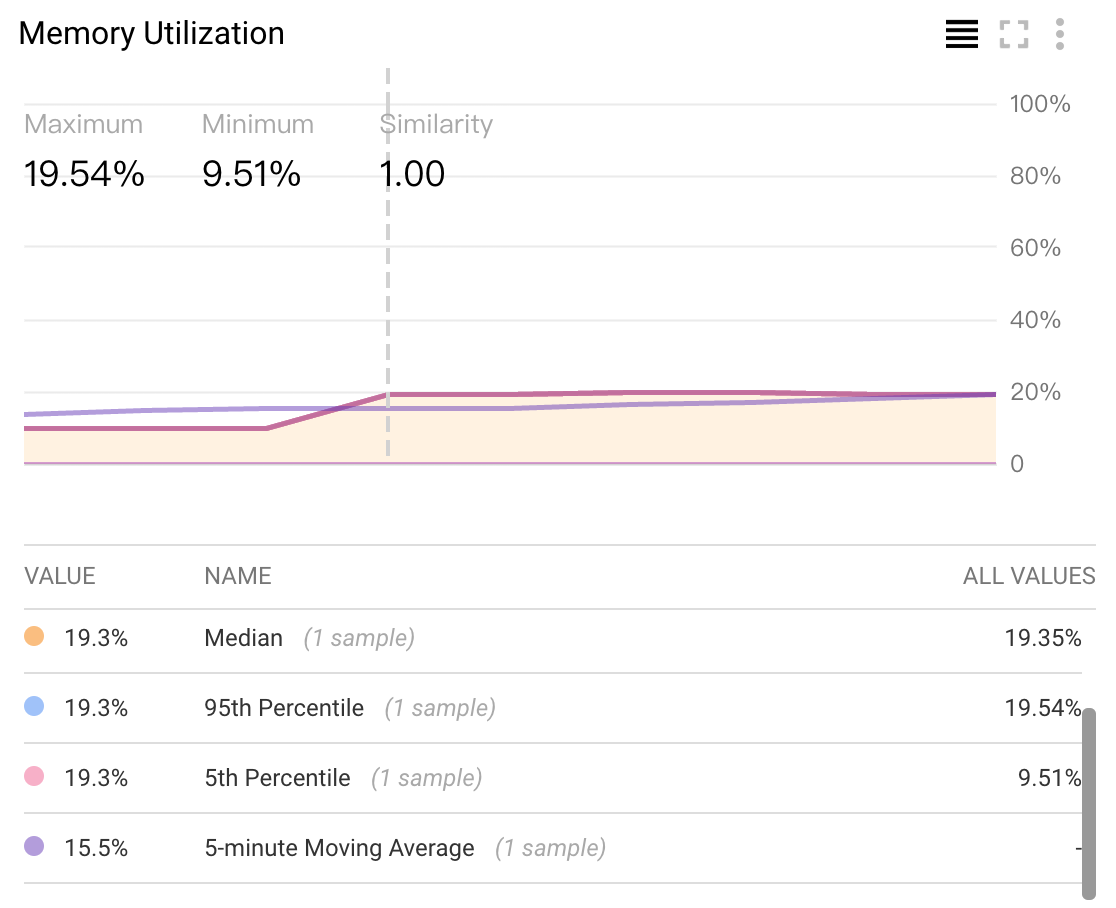 Memory Utilization
100%
Maximum Minimum Similarity
19.54% 9.51% 1.00
80%
60%
40%
20%
0
VALUE NAME ALL VALUES
19.3% Median (1 sample) 19.35%
19.3% 95th Percentile (1 sample) 19.54%
19.3% 5th Percentile (1 sample) 9.51%
15.5% 5-minute Moving Average (1 sample) -